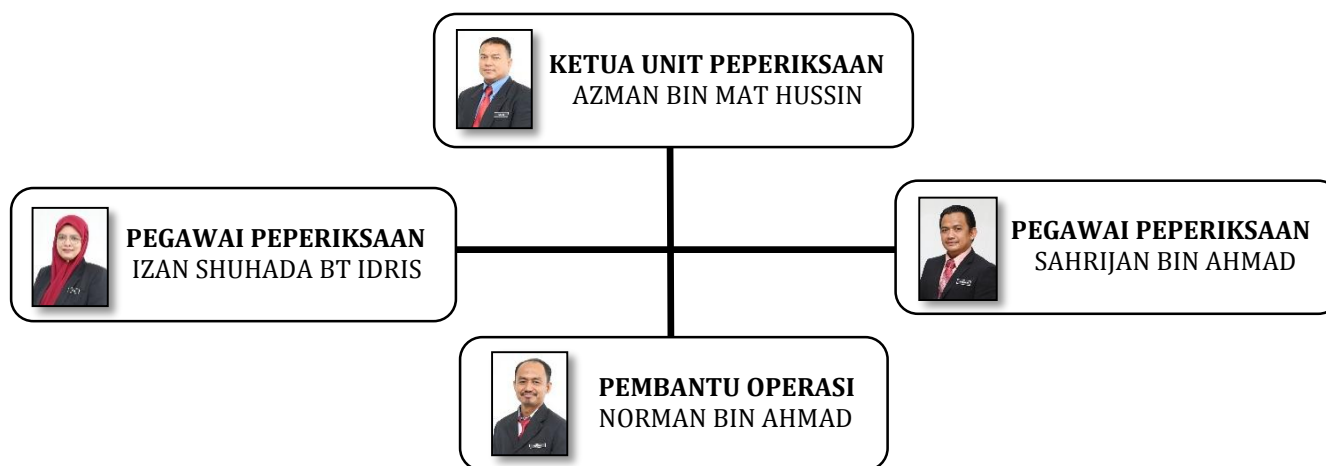 KETUA UNIT PEPERIKSAAN
AZMAN BIN MAT HUSSIN
PEGAWAI PEPERIKSAAN
IZAN SHUHADA BT IDRIS
PEGAWAI PEPERIKSAAN
SAHRIJAN BIN AHMAD
PEMBANTU OPERASI
NORMAN BIN AHMAD